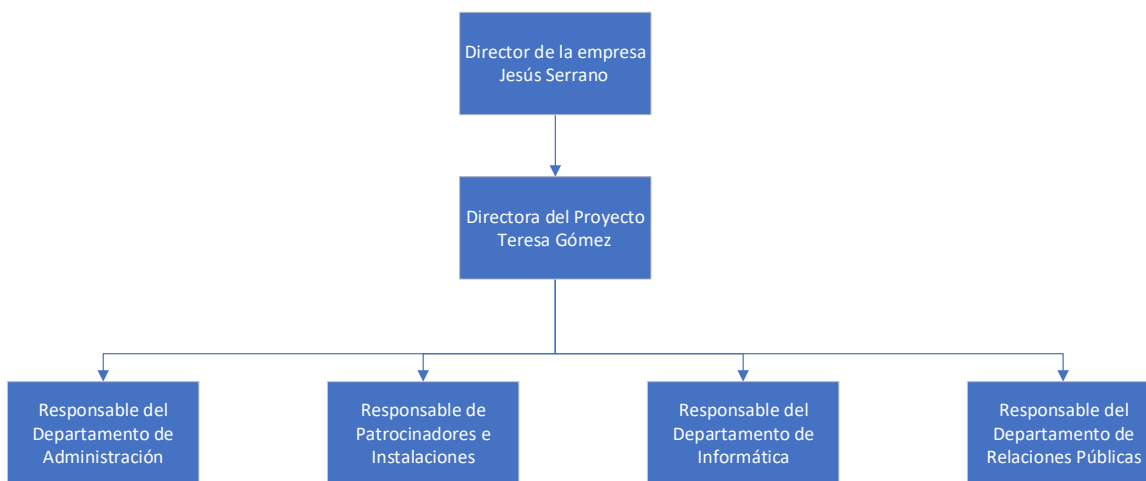 Director de la empresa
Jesús Serrano
Directora del Proyecto
Teresa Gómez
Responsable del
Departamento de
Administración
Responsable de
Patrocinadores e
Instalaciones
Responsable del
Departamento de
Informática
Responsable del
Departamento de
Relaciones Públicas